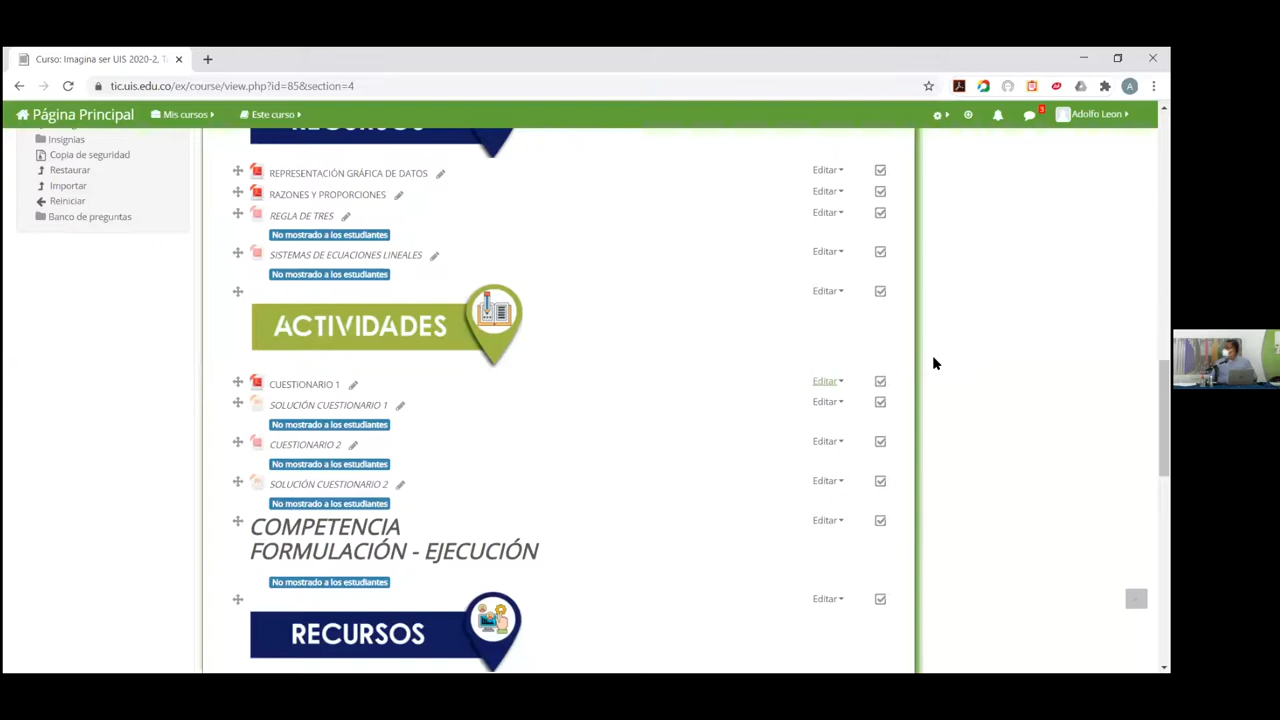 Curso: Imagina ser UIS 2020-2, T
tic.uis.edu.co/ex/course/view.php?id=85&section=4
A
Página Principal
Mis cursos
Este curso
3
Adolfo Leon
Insignias
Copia de seguridad
Restaurar
Importar
Reiniciar
Banco de preguntas
RECURSOS
REPRESENTACIÓN GRÁFICA DE DATOS
Editar
RAZONES Y PROPORCIONES
Editar
REGLA DE TRES
Editar
No mostrado a los estudiantes
SISTEMAS DE ECUACIONES LINEALES
Editar
No mostrado a los estudiantes
Editar
ACTIVIDADES
CUESTIONARIO 1
Editar
SOLUCIÓN CUESTIONARIO 1
Editar
No mostrado a los estudiantes
CUESTIONARIO 2
Editar
No mostrado a los estudiantes
SOLUCIÓN CUESTIONARIO 2
Editar
No mostrado a los estudiantes
COMPETENCIA
FORMULACIÓN - EJECUCIÓN
Editar
No mostrado a los estudiantes
Editar
RECURSOS